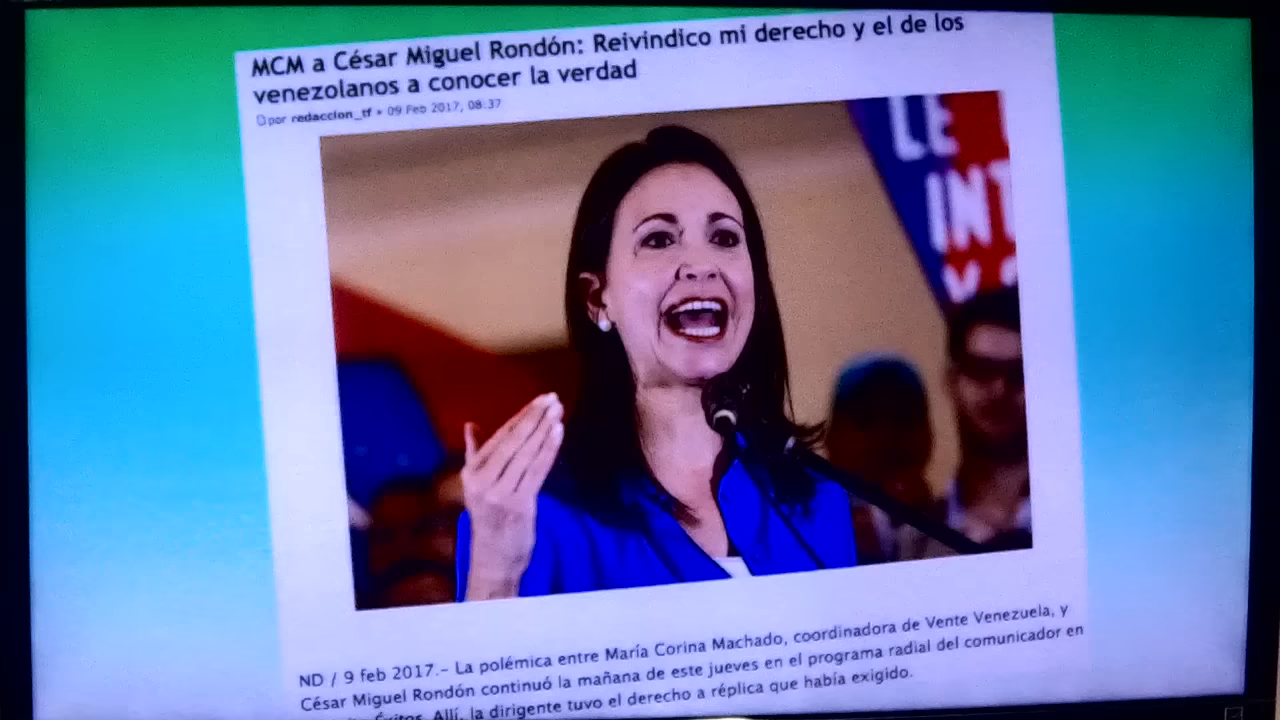 MCM a César Miguel Rondón: Reivindico mi derecho y el de los
venezolanos a conocer la verdad
por redaccion_tf • 09 Feb 2017, 08:37
LE
INT
ND / 9 feb 2017.- La polémica entre María Corina Machado, coordinadora de Vente Venezuela, y
César Miguel Rondón continuó la mañana de este jueves en el programa radial del comunicador en
Éxitos. Allí, la dirigente tuvo el derecho a réplica que había exigido.